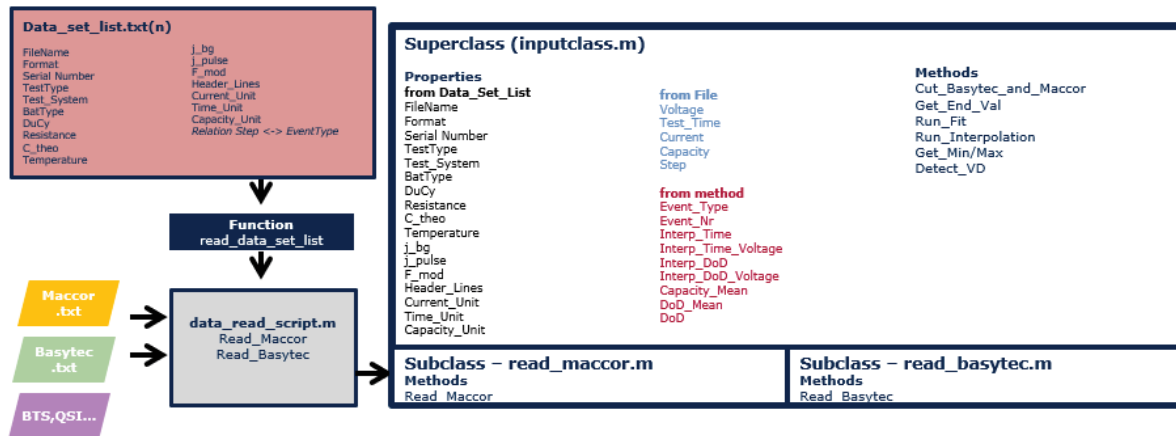 Data_set_list.txt(n)
FileName
Format
Serial Number
TestType
Test_System
BatType
DuCy
Resistance
C_theo
Temperature
j_bg
j_pulse
F_mod
Header_Lines
Current_Unit
Time_Unit
Capacity_Unit
Relation Step <-> EventType
Function
read_data_set_list
Maccor
.txt
Basytec
.txt
BTS,QSI...
data_read_script.m
Read_Maccor
Read_Basytec
Superclass (inputclass.m)
Properties
from Data_Set_List
FileName
Format
Serial Number
TestType
Test_System
BatType
DuCy
Resistance
C_theo
Temperature
j_bg
j_pulse
F_mod
Header_Lines
Current_Unit
Time_Unit
Capacity_Unit
from File
Voltage
Test_Time
Current
Capacity
Step
from method
Event_Type
Event_Nr
Interp_Time
Interp_Time_Voltage
Interp_DoD
Interp_DoD_Voltage
Capacity_Mean
DoD_Mean
DoD
Methods
Cut_Basytec_and_Maccor
Get_End_Val
Run_Fit
Run_Interpolation
Get_Min/Max
Detect_VD
Subclass – read_maccor.m
Methods
Read_Maccor
Subclass – read_basytec.m
Methods
Read_Basytec